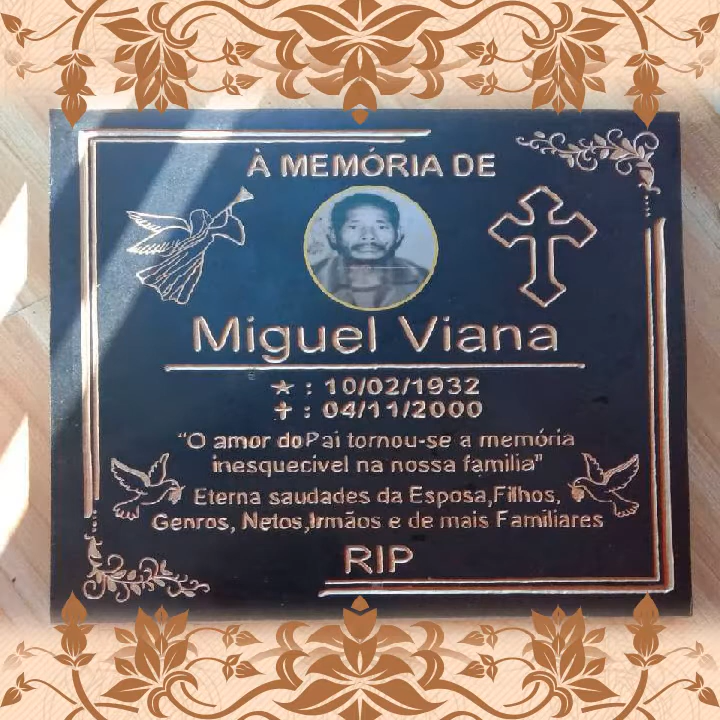 À MEMÓRIA DE
Miguel Viana
★ : 10/02/1932
✝ : 04/11/2000
"O amor do Pai tornou-se a memória
inesquecivel na nossa familia"
Eterna saudades da Esposa,Filhos,
Genros, Netos,Irmãos e de mais Familiares
RIP